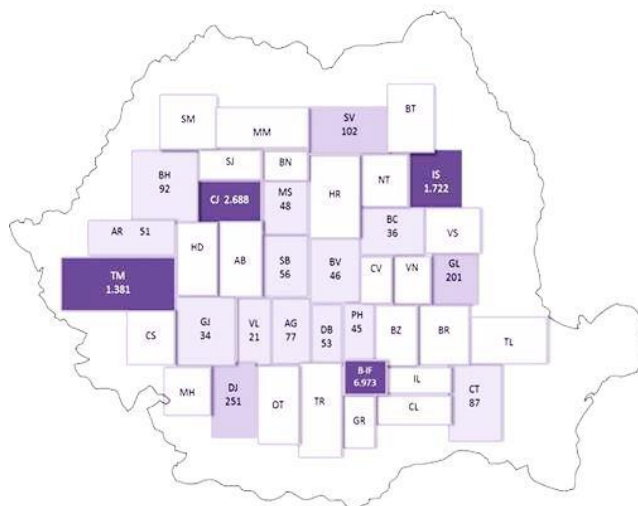 SM
MM
SV
102
BT
BH
92
SJ
BN
CJ 2.688
MS
48
HR
NT
IS
1.722
AR 51
HD
AB
SB
56
BV
46
BC
36
VS
CV
VN
GL
201
TM
1.381
CS
GJ
34
VL
21
AG
77
DB
53
PH
45
BZ
BR
TL
MH
DJ
251
OT
TR
B-IF
6.973
IL
GR
CL
CT
87